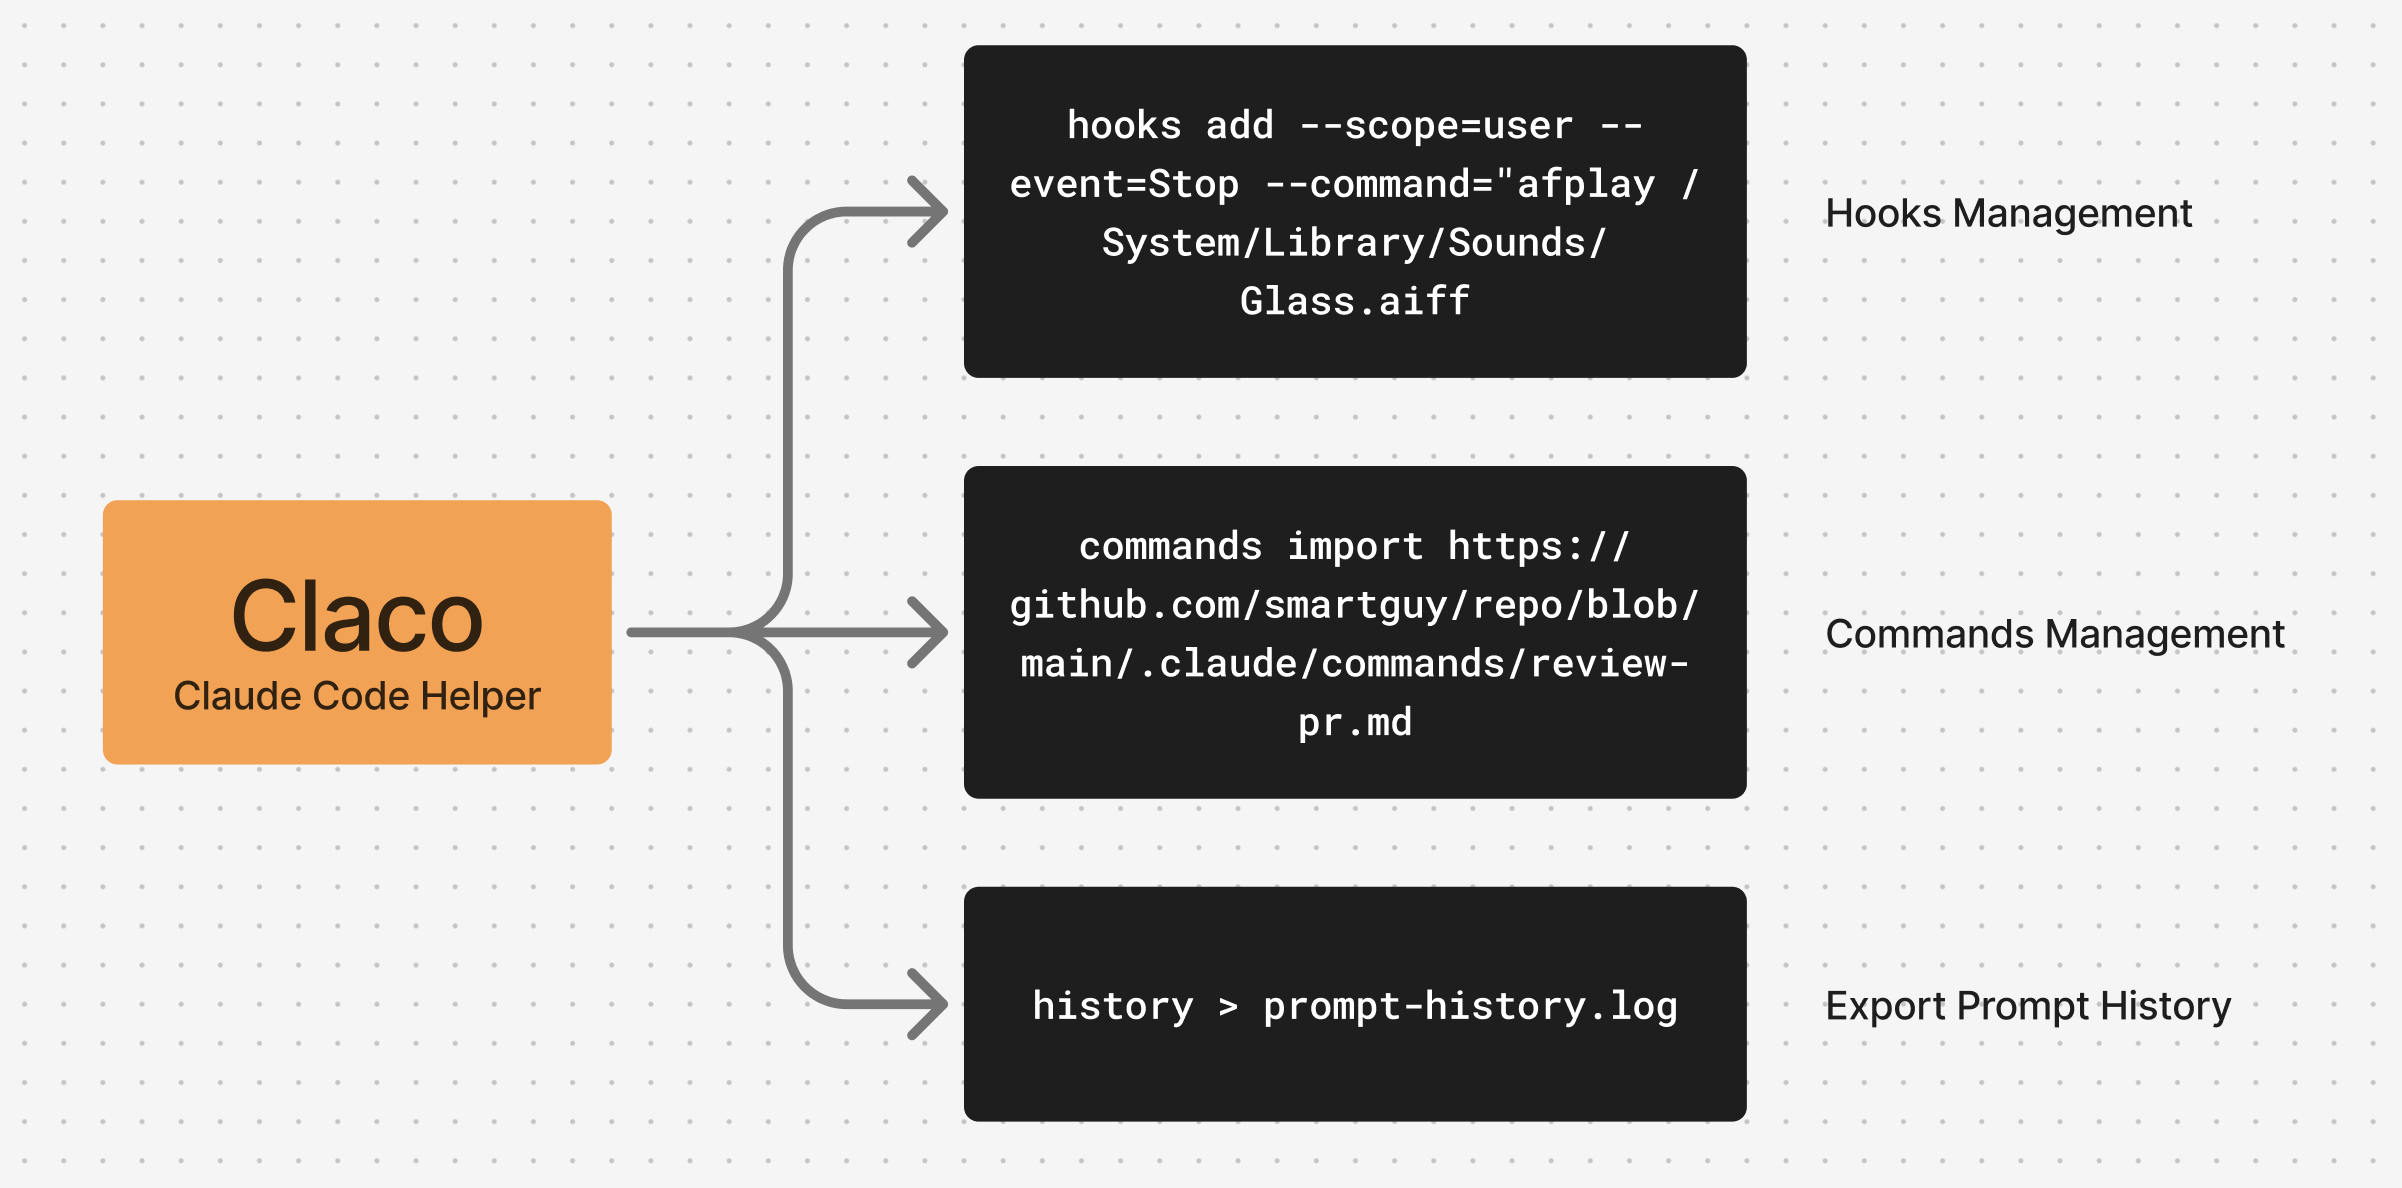 Claco
Claude Code Helper
hooks add --scope=user --
event=Stop --command="afplay /
System/Library/Sounds/
Glass.aiff
Hooks Management
commands import https://
github.com/smartguy/repo/blob/
main/.claude/commands/review-
pr.md
Commands Management
history > prompt-history.log
Export Prompt History